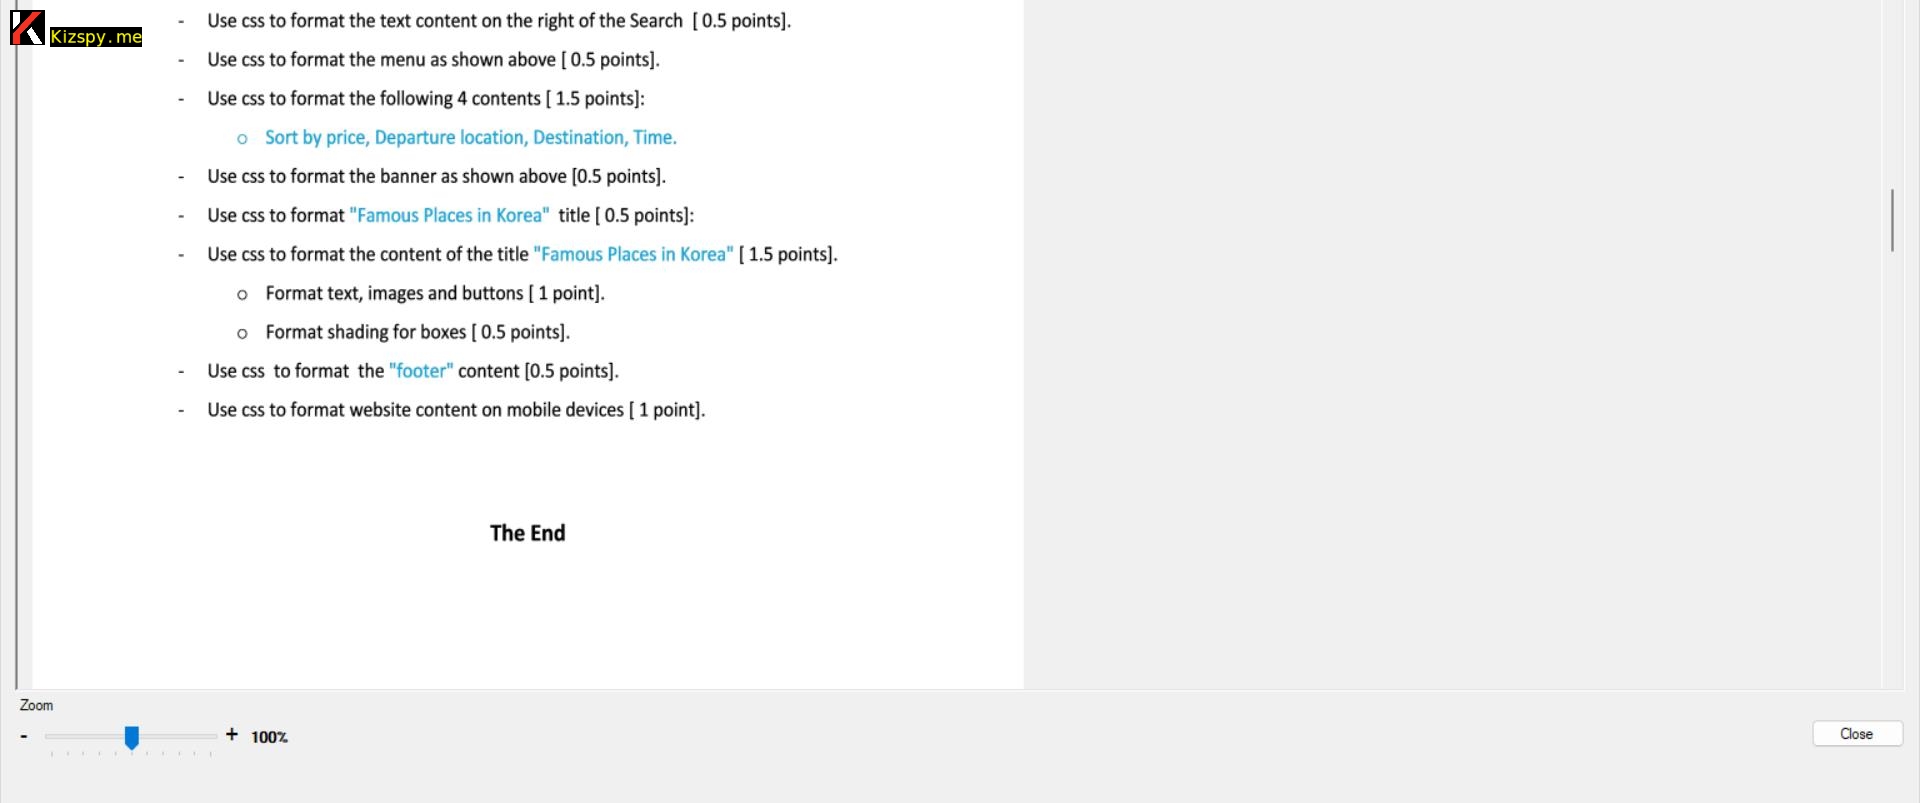 Kizspy.me
- Use css to format the text content on the right of the Search [ 0.5 points].
- Use css to format the menu as shown above [ 0.5 points].
- Use css to format the following 4 contents [ 1.5 points]:
o Sort by price, Departure location, Destination, Time.
- Use css to format the banner as shown above [0.5 points].
- Use css to format "Famous Places in Korea" title [ 0.5 points]:
- Use css to format the content of the title "Famous Places in Korea" [ 1.5 points].
o Format text, images and buttons [ 1 point].
o Format shading for boxes [ 0.5 points].
- Use css to format the "footer" content [0.5 points].
- Use css to format website content on mobile devices [ 1 point].
The End
Zoom
- + 100%
Close